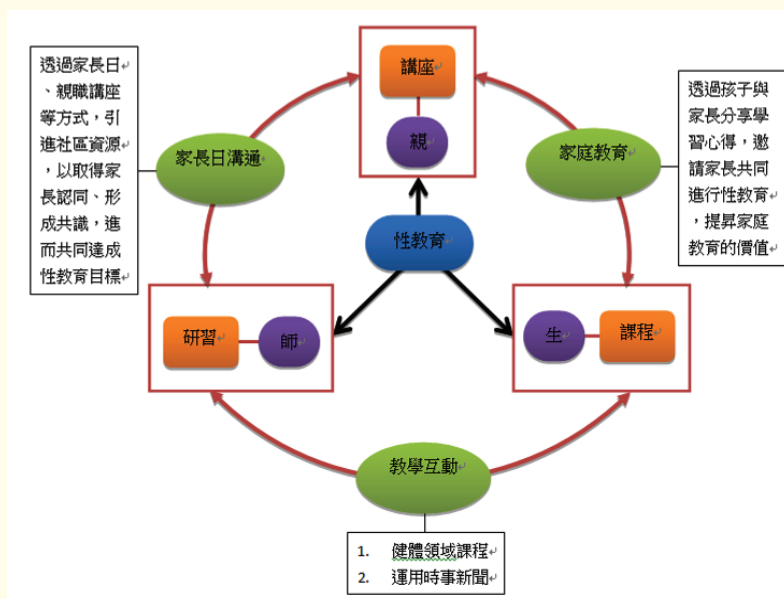 講座
親
透過家長日
、親職講座
等方式，引
進社區資源
，以取得家
長認同、形
成共識，進
而共同達成
性教育目標
家長日溝通
家庭教育
透過孩子與
家長分享學
習心得，邀
請家長共同
進行性教育
，提昇家庭
教育的價值
性教育
研習
師
生
課程
教學互動
1. 健體領域課程
2. 運用時事新聞